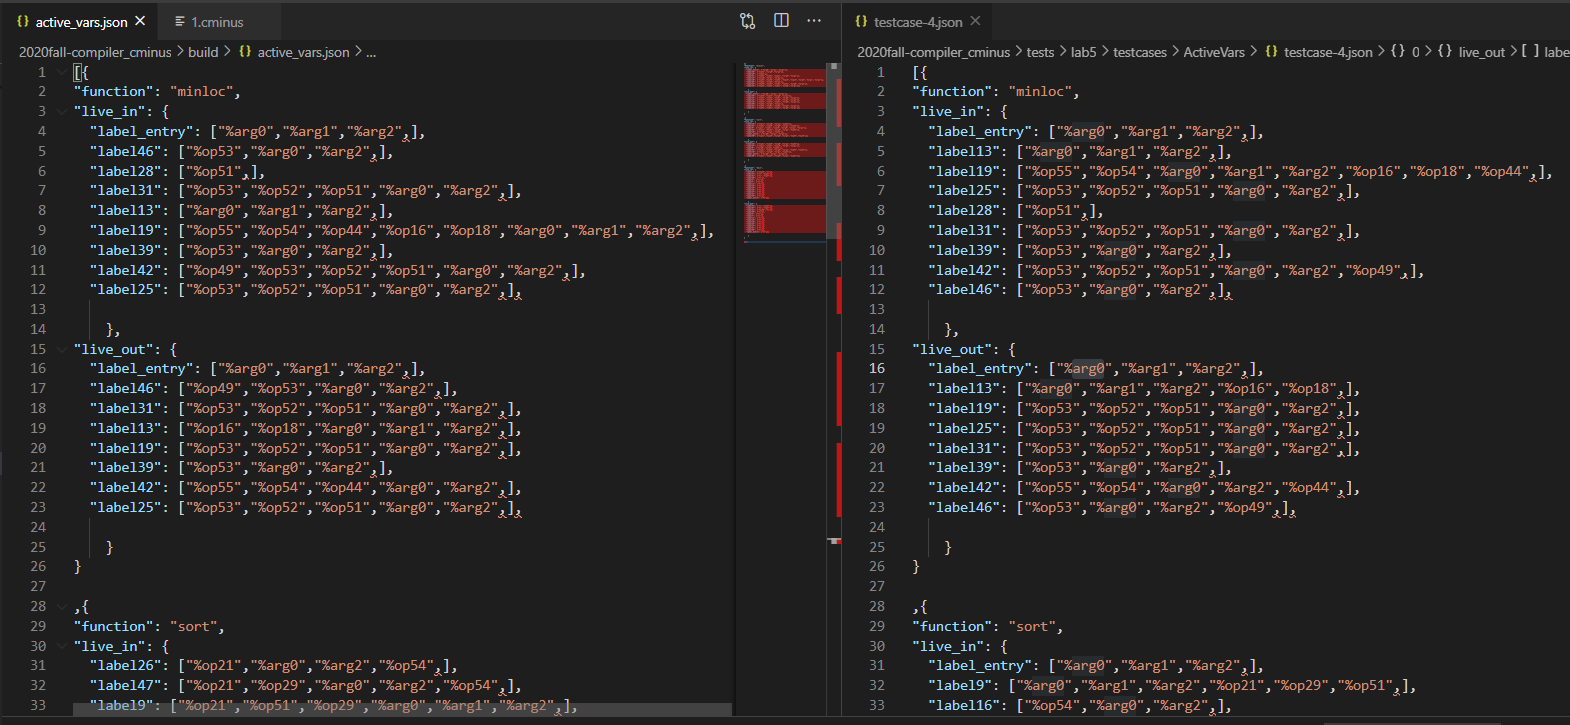 active_vars.json
1.cminus
2020fall-compiler_cminus > build > {} active_vars.json > ...
1 [{
2 "function": "minloc",
3 "live_in": {
4 "label_entry": ["%arg0","%arg1","%arg2",],
5 "label46": ["%op53","%arg0","%arg2",],
6 "label28": ["%op51",],
7 "label31": ["%op53","%op52","%op51","%arg0","%arg2",],
8 "label13": ["%arg0","%arg1","%arg2",],
9 "label19": ["%op55","%op54","%op44","%op16","%op18","%arg0","%arg1","%arg2",],
10 "label39": ["%op53","%arg0","%arg2",],
11 "label42": ["%op49","%op53","%op52","%op51","%arg0","%arg2",],
12 "label25": ["%op53","%op52","%op51","%arg0","%arg2",],
13
14 },
15 "live_out": {
16 "label_entry": ["%arg0","%arg1","%arg2",],
17 "label46": ["%op49","%op53","%arg0","%arg2",],
18 "label31": ["%op53","%op52","%op51","%arg0","%arg2",],
19 "label13": ["%op16","%op18","%arg0","%arg1","%arg2",],
20 "label19": ["%op53","%op52","%op51","%arg0","%arg2",],
21 "label39": ["%op53","%arg0","%arg2",],
22 "label42": ["%op55","%op54","%op44","%arg0","%arg2",],
23 "label25": ["%op53","%op52","%op51","%arg0","%arg2",],
24
25 }
26 }
27
28 ,{
29 "function": "sort",
30 "live_in": {
31 "label26": ["%op21","%arg0","%arg2","%op54",],
32 "label47": ["%op21","%op29","%arg0","%arg2","%op54",],
33 "label9": ["%op21","%op51","%op29","%arg0","%arg1","%arg2",],
{} testcase-4.json
2020fall-compiler_cminus > tests > lab5 > testcases > ActiveVars > {} testcase-4.json > {} 0 > {} live_out > [ ] labe
1 [{
2 "function": "minloc",
3 "live_in": {
4 "label_entry": ["%arg0","%arg1","%arg2",],
5 "label13": ["%arg0","%arg1","%arg2",],
6 "label19": ["%op55","%op54","%arg0","%arg1","%arg2","%op16","%op18","%op44",],
7 "label25": ["%op53","%op52","%op51","%arg0","%arg2",],
8 "label28": ["%op51",],
9 "label31": ["%op53","%op52","%op51","%arg0","%arg2",],
10 "label39": ["%op53","%arg0","%arg2",],
11 "label42": ["%op53","%op52","%op51","%arg0","%arg2","%op49",],
12 "label46": ["%op53","%arg0","%arg2",],
13
14 },
15 "live_out": {
16 "label_entry": ["%arg0","%arg1","%arg2",],
17 "label13": ["%arg0","%arg1","%arg2","%op16","%op18",],
18 "label19": ["%op53","%op52","%op51","%arg0","%arg2",],
19 "label25": ["%op53","%op52","%op51","%arg0","%arg2",],
20 "label31": ["%op53","%op52","%op51","%arg0","%arg2",],
21 "label39": ["%op53","%arg0","%arg2",],
22 "label42": ["%op55","%op54","%arg0","%arg2","%op44",],
23 "label46": ["%op53","%arg0","%arg2","%op49",],
24
25 }
26 }
27
28 ,{
29 "function": "sort",
30 "live_in": {
31 "label_entry": ["%arg0","%arg1","%arg2",],
32 "label9": ["%arg0","%arg1","%arg2","%op21","%op29","%op51",],
33 "label16": ["%op54","%arg0","%arg2",],